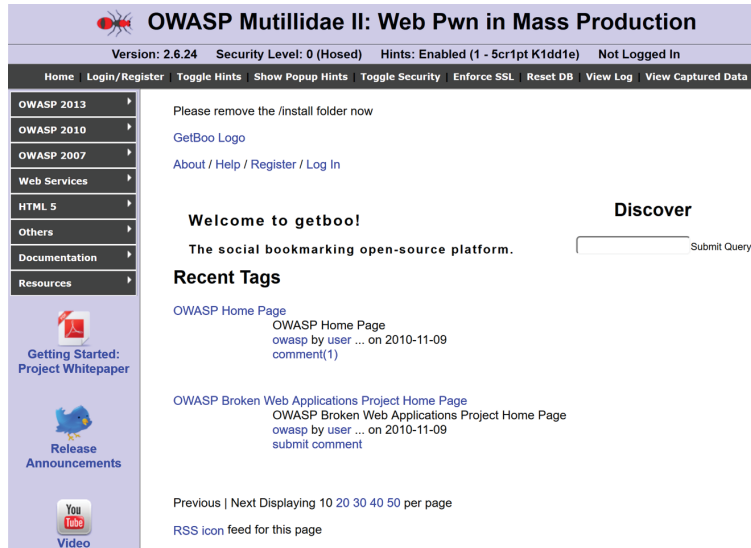 OWASP Mutillidae II: Web Pwn in Mass Production
Version: 2.6.24 Security Level: 0 (Hosed) Hints: Enabled (1 - 5cr1pt K1dd1e) Not Logged In
Home | Login/Register | Toggle Hints | Show Popup Hints | Toggle Security | Enforce SSL | Reset DB | View Log | View Captured Data
OWASP 2013
OWASP 2010
OWASP 2007
Web Services
HTML 5
Others
Documentation
Resources
Getting Started:
Project Whitepaper
Release
Announcements
You
Tube
Video
Please remove the /install folder now
GetBoo Logo
About / Help / Register / Log In
Welcome to getboo!
The social bookmarking open-source platform.
Discover
Submit Query
Recent Tags
OWASP Home Page
OWASP Home Page
owasp by user ... on 2010-11-09
comment(1)
OWASP Broken Web Applications Project Home Page
OWASP Broken Web Applications Project Home Page
owasp by user ... on 2010-11-09
submit comment
Previous | Next Displaying 10 20 30 40 50 per page
RSS icon feed for this page